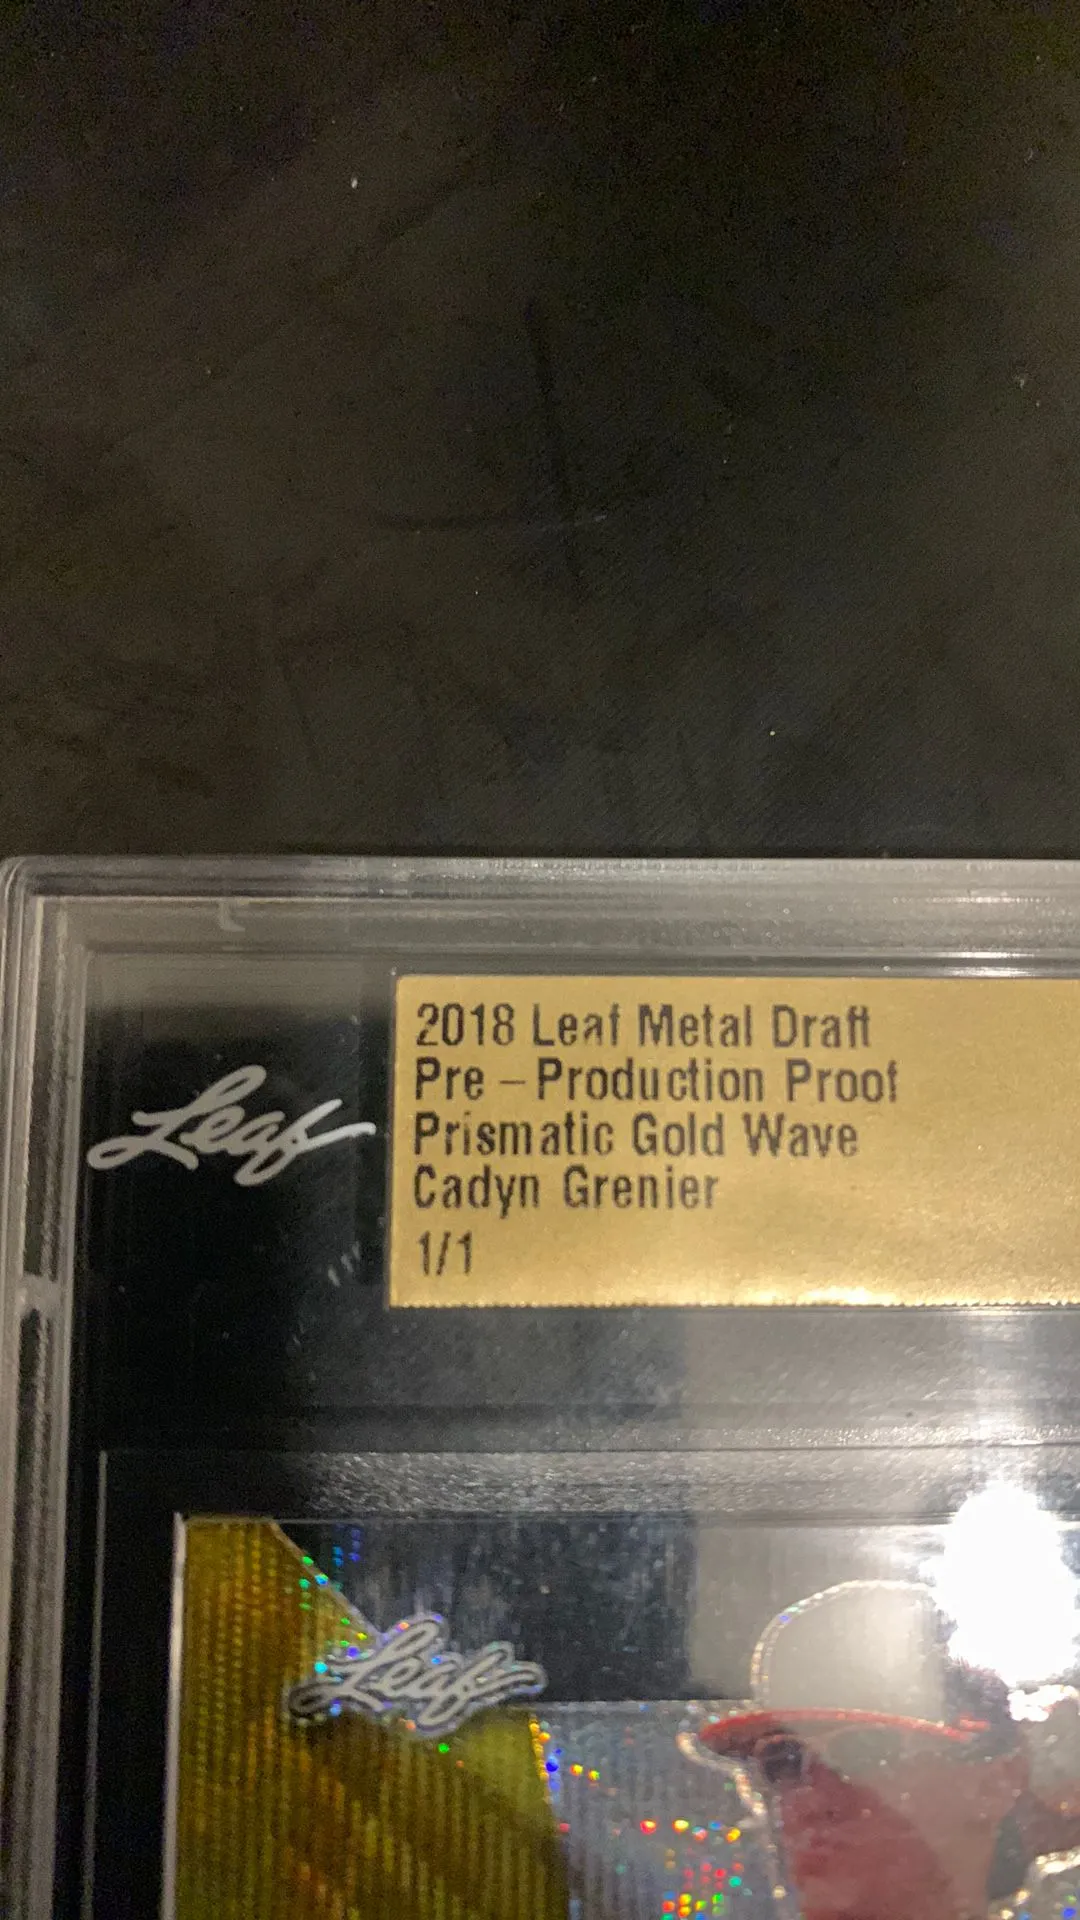 2018 Leaf Metal Draft
Pre – Production Proof
Leaf
Prismatic Gold Wave
Cadyn Grenier
1/1
Leaf